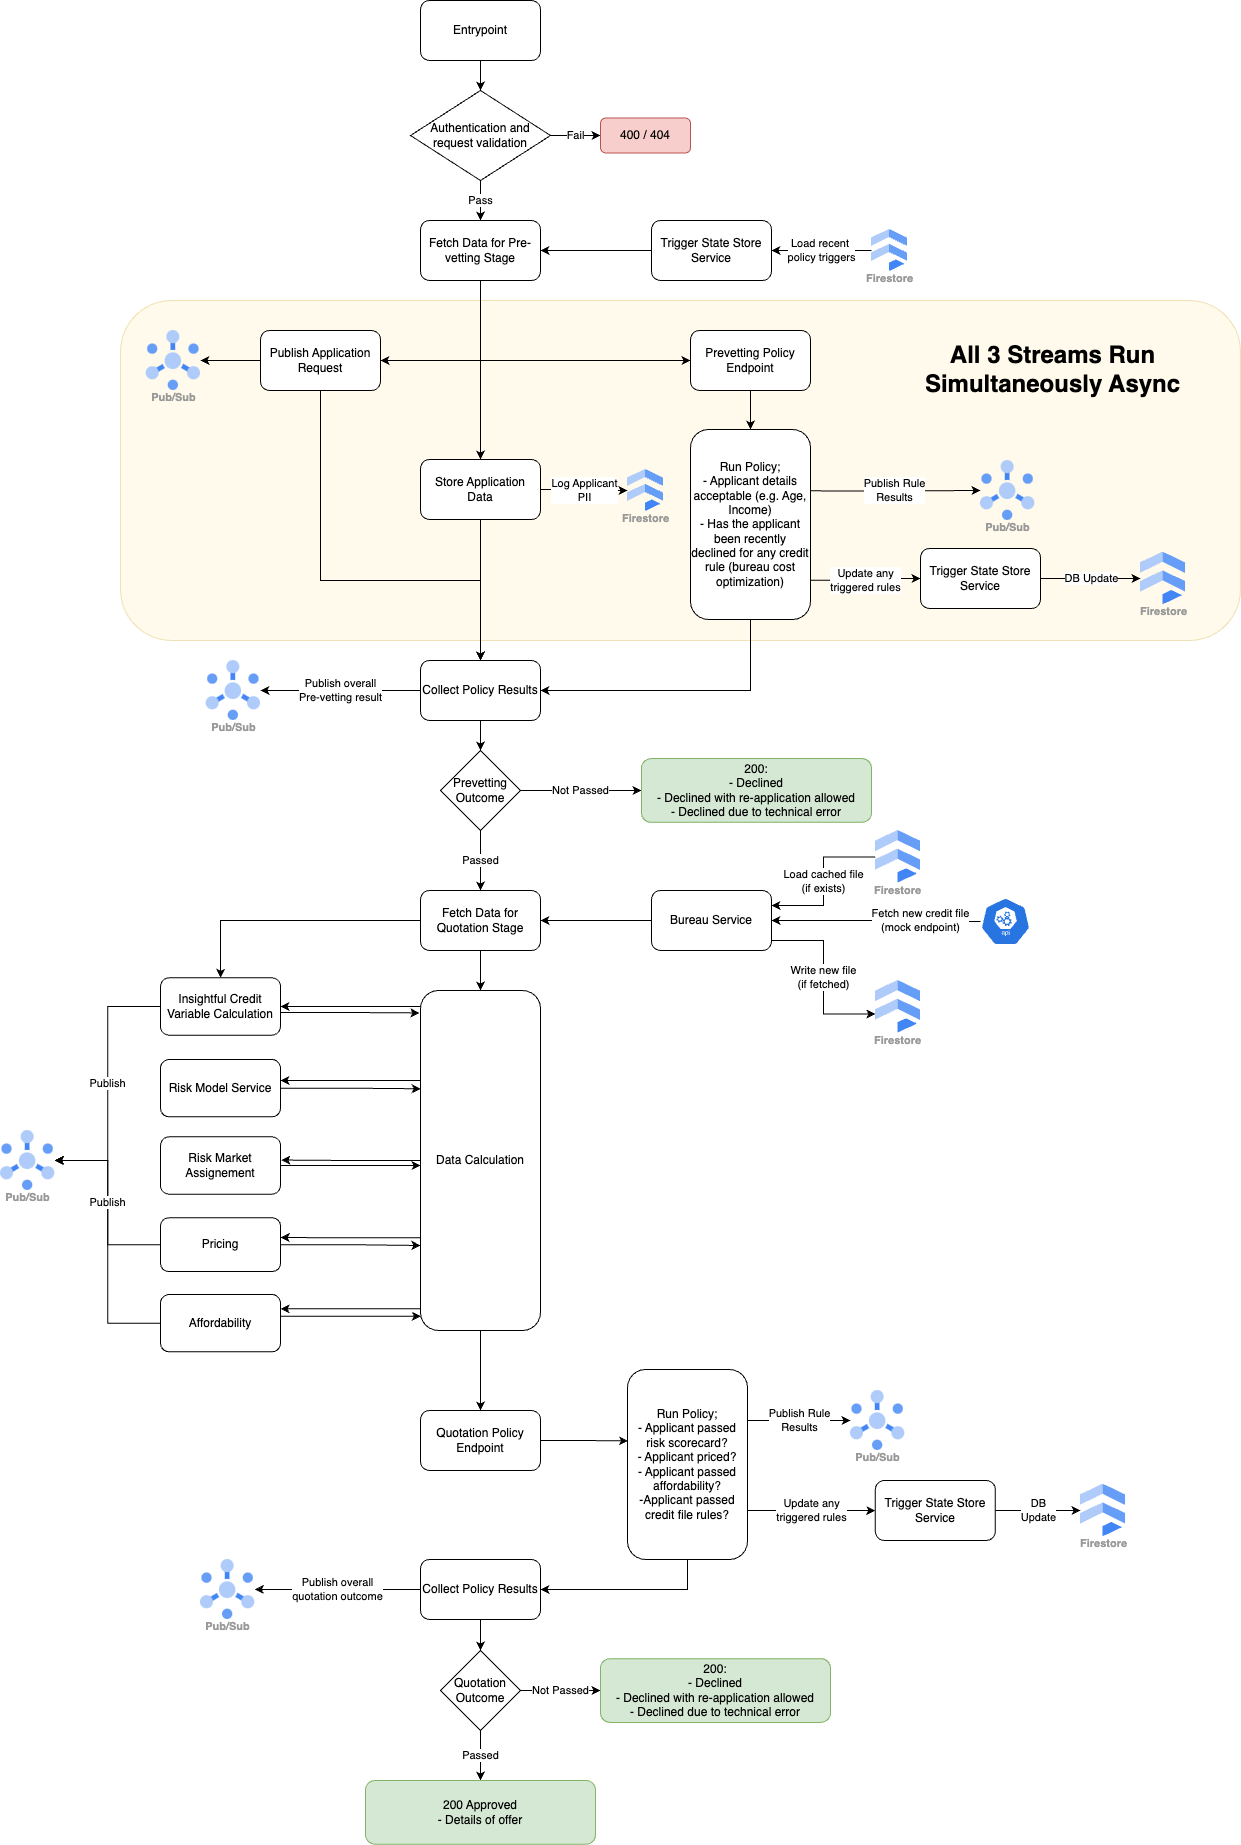 Entrypoint
Authentication and
request validation
Fail
400 / 404
Pass
Fetch Data for Pre-
vetting Stage
Trigger State Store
Service
Load recent
policy triggers
Firestore
All 3 Streams Run
Simultaneously Async
Pub/Sub
Publish Application
Request
Prevetting Policy
Endpoint
Store Application
Data
Log Applicant
PII
Firestore
Run Policy;
- Applicant details
acceptable (e.g. Age,
Income)
- Has the applicant
been recently
declined for any credit
rule (bureau cost
optimization)
Publish Rule
Results
Pub/Sub
Update any
triggered rules
Trigger State Store
Service
DB Update
Firestore
Pub/Sub
Publish overall
Pre-vetting result
Collect Policy Results
Prevetting
Outcome
Not Passed
200:
- Declined
- Declined with re-application allowed
- Declined due to technical error
Passed
Fetch Data for
Quotation Stage
Bureau Service
Load cached file
(if exists)
Firestore
Fetch new credit file
(mock endpoint)
api
Write new file
(if fetched)
Firestore
Insightful Credit
Variable Calculation
Publish
Risk Model Service
Pub/Sub
Risk Market
Assignement
Data Calculation
Publish
Pricing
Affordability
Quotation Policy
Endpoint
Run Policy;
- Applicant passed
risk scorecard?
- Applicant priced?
- Applicant passed
affordability?
-Applicant passed
credit file rules?
Publish Rule
Results
Pub/Sub
Update any
triggered rules
Trigger State Store
Service
DB
Update
Firestore
Pub/Sub
Publish overall
quotation outcome
Collect Policy Results
Quotation
Outcome
Not Passed
200:
- Declined
- Declined with re-application allowed
- Declined due to technical error
Passed
200 Approved
- Details of offer